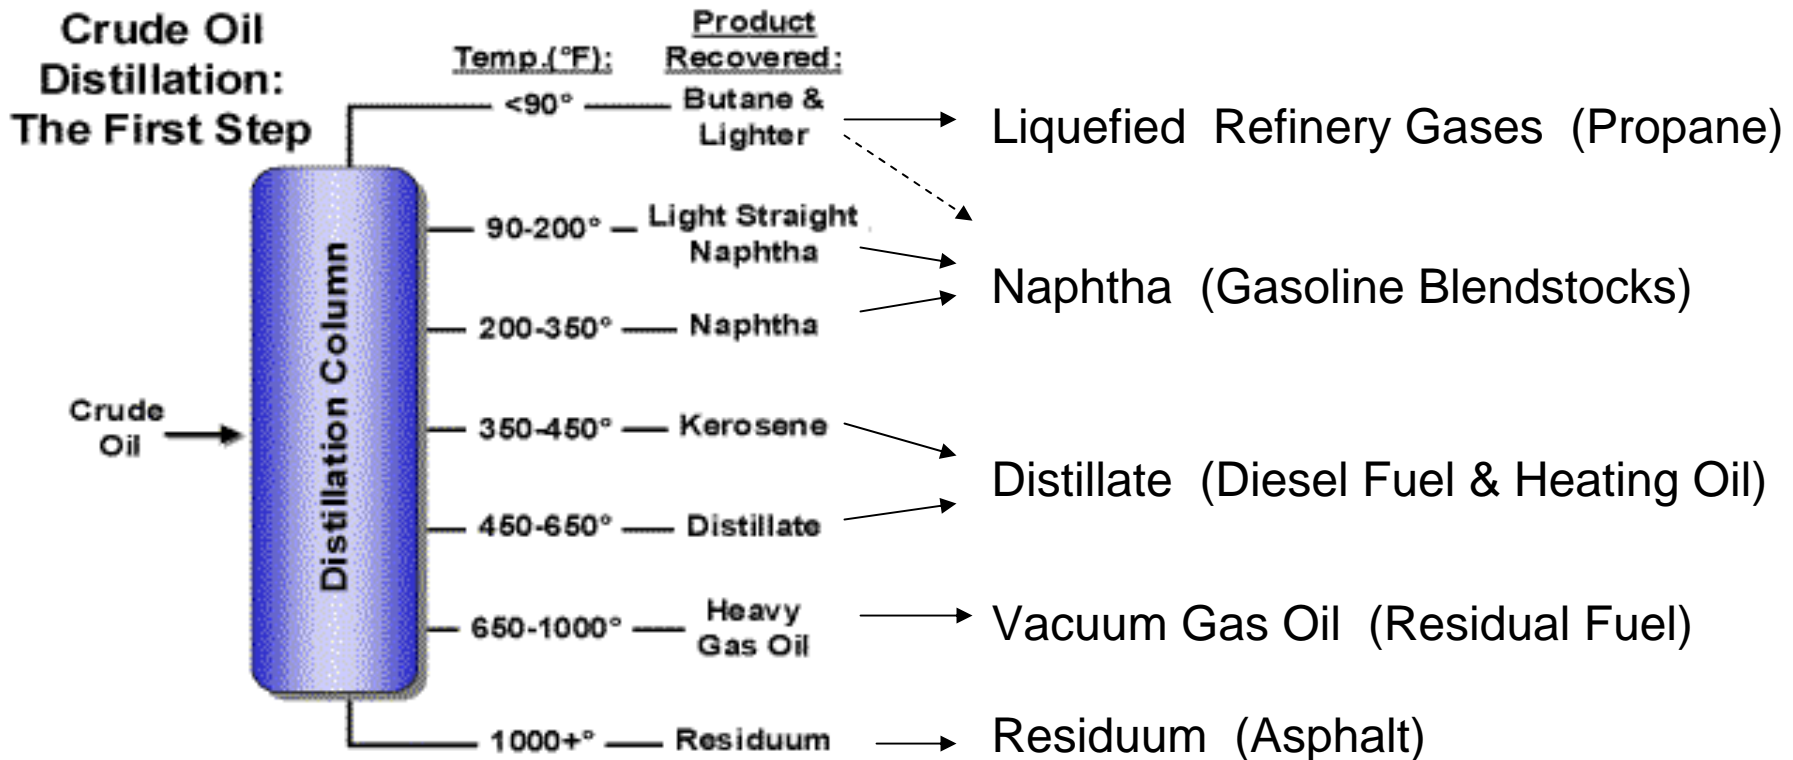 Crude Oil
Distillation:
The First Step
Temp.(°F):
Product
Recovered:
<90°
Butane &
Lighter
Liquefied Refinery Gases (Propane)
90-200°
Light Straight
Naphtha
Naphtha (Gasoline Blendstocks)
200-350°
Naphtha
Crude
Oil
Distillation Column
350-450°
Kerosene
Distillate (Diesel Fuel & Heating Oil)
450-650°
Distillate
650-1000°
Heavy
Gas Oil
Vacuum Gas Oil (Residual Fuel)
1000+°
Residuum
Residuum (Asphalt)